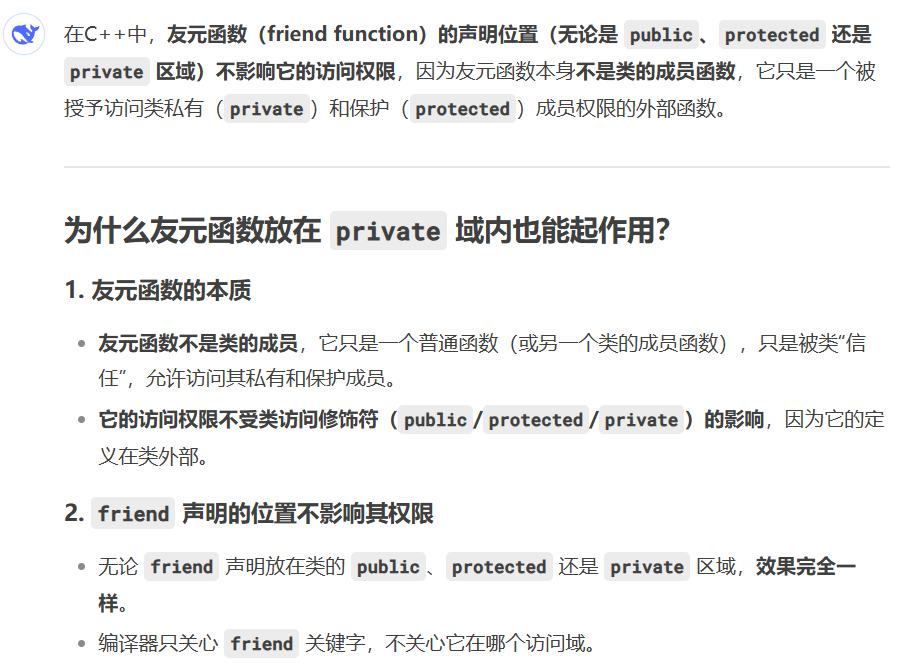 在C++中，友元函数（friend function）的声明位置（无论是 public、protected 还是
private 区域）不影响它的访问权限，因为友元函数本身不是类的成员函数，它只是一个被
授予访问类私有（private）和保护（protected）成员权限的外部函数。
为什么友元函数放在 private 域内也能起作用？
1. 友元函数的本质
• 友元函数不是类的成员，它只是一个普通函数（或另一个类的成员函数），只是被类“信
任”，允许访问其私有和保护成员。
• 它的访问权限不受类访问修饰符（public/protected/private）的影响，因为它的定
义在类外部。
2. friend 声明的位置不影响其权限
• 无论 friend 声明放在类的 public、protected 还是 private 区域，效果完全一
样。
• 编译器只关心 friend 关键字，不关心它在哪个访问域。